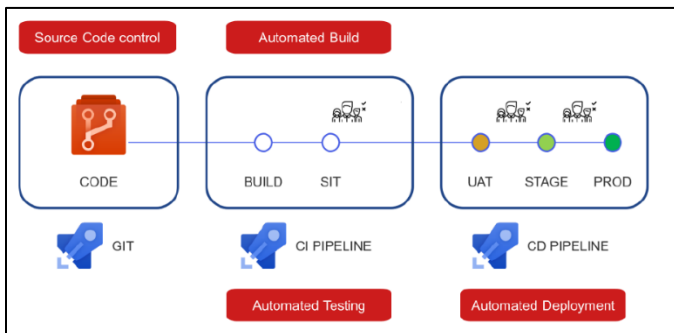 Source Code control
Automated Build
CODE
BUILD
SIT
UAT
STAGE
PROD
GIT
CI PIPELINE
CD PIPELINE
Automated Testing
Automated Deployment